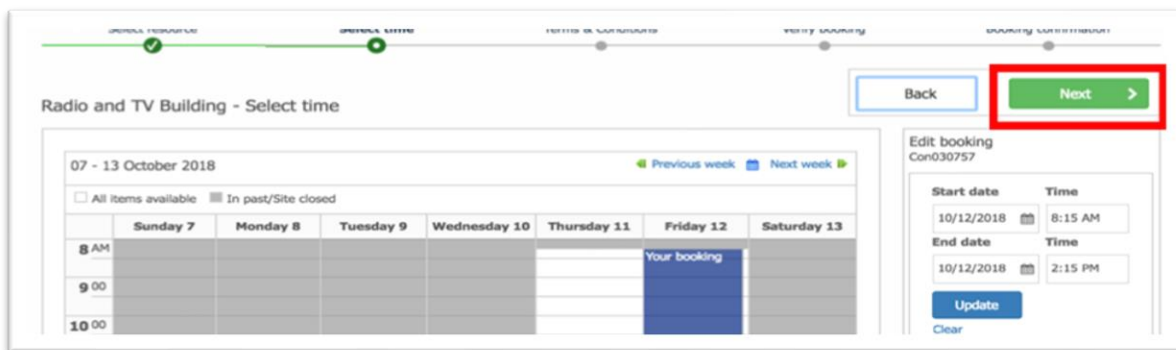 Select resource Select time Terms & Conditions Verify booking Booking confirmation
Back Next
Radio and TV Building - Select time
Edit booking
Con030757
07 - 13 October 2018 Previous week Next week
All items available In past/Site closed
Start date Time
10/12/2018 8:15 AM
End date Time
10/12/2018 2:15 PM
Update
Clear
Sunday 7 Monday 8 Tuesday 9 Wednesday 10 Thursday 11 Friday 12 Saturday 13
8 AM
Your booking
9 00
10 00